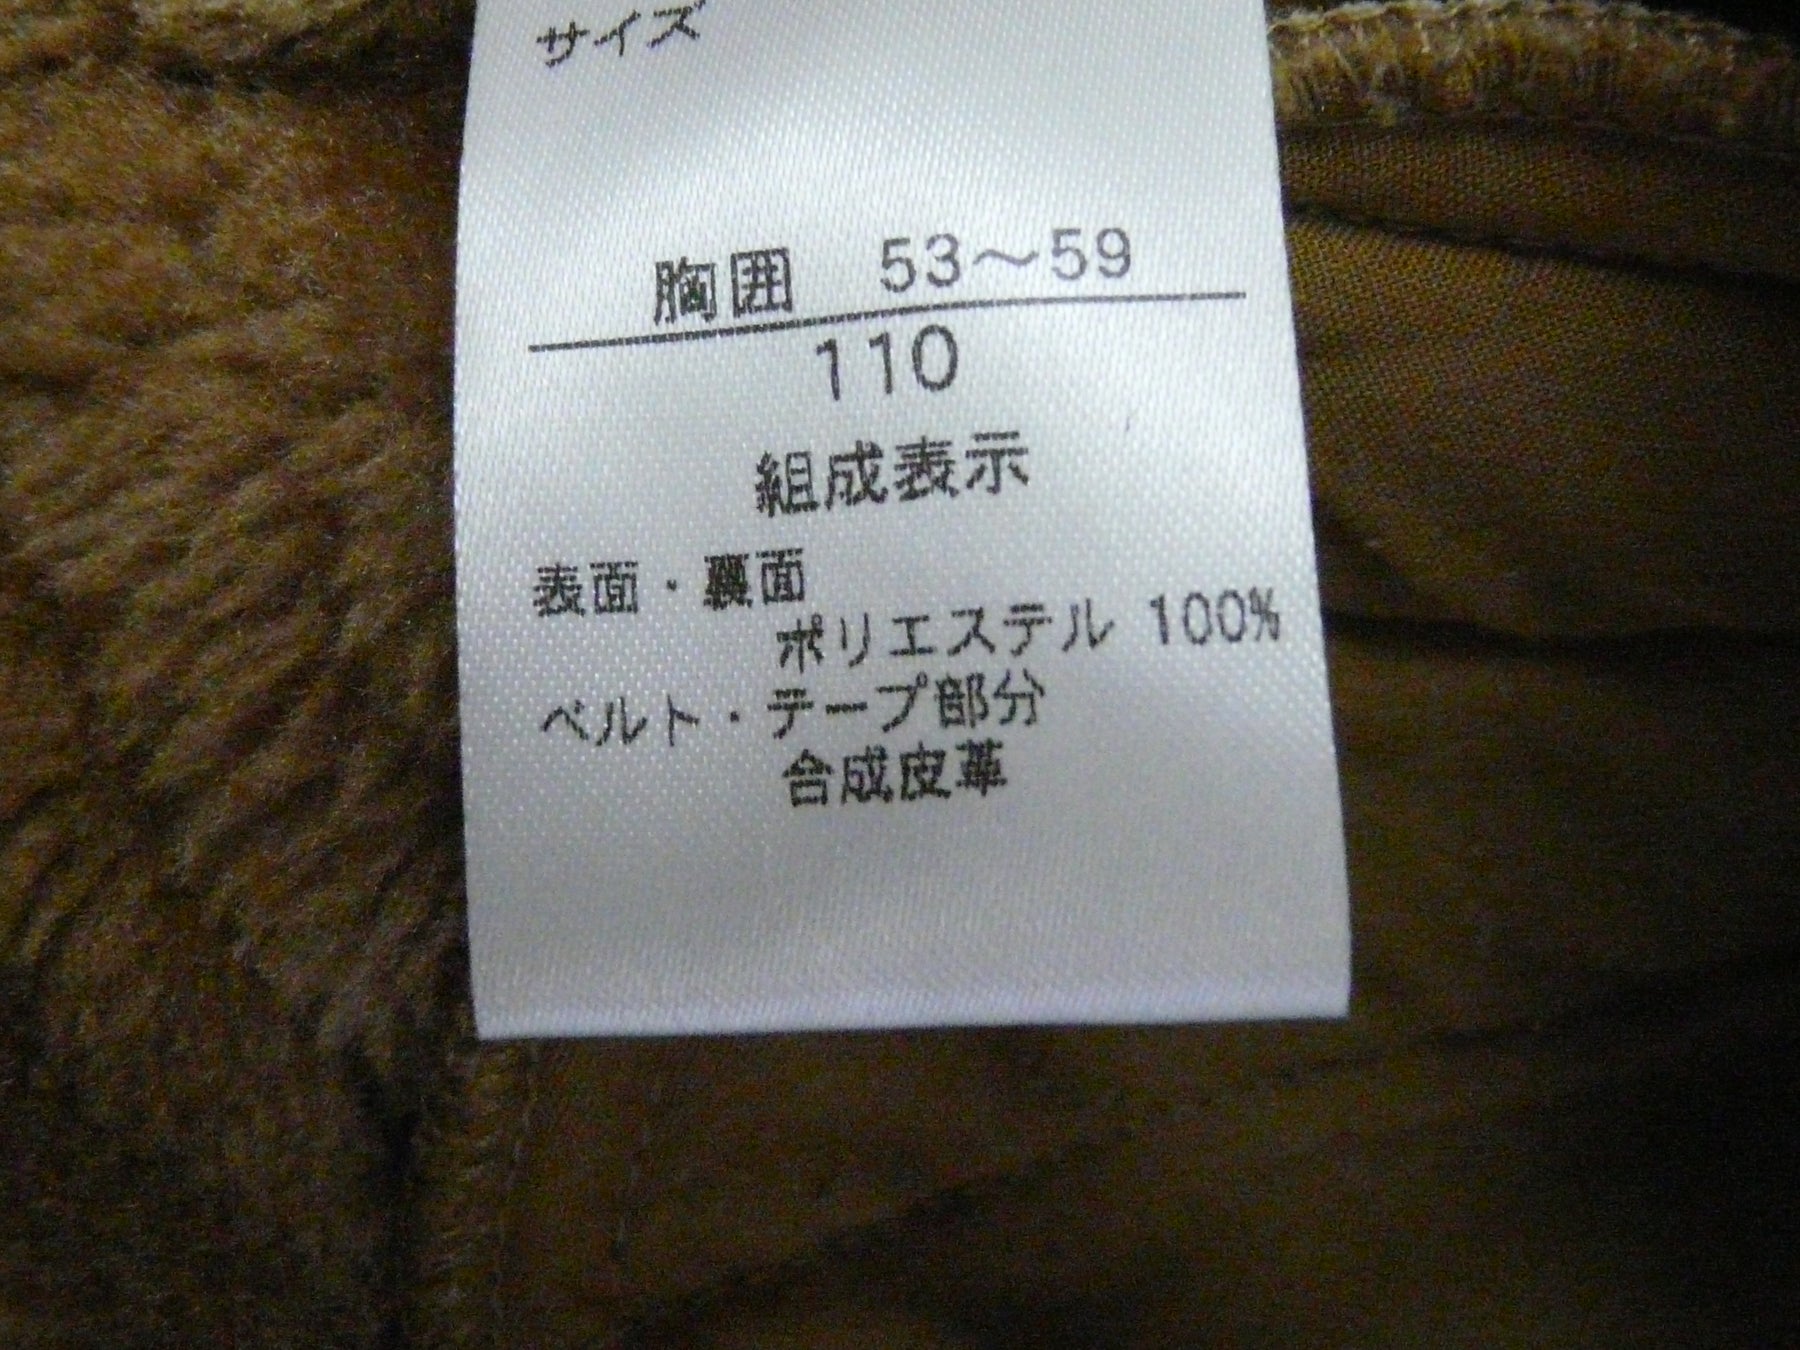 サイズ
胸囲 53～59
110
組成表示
表面・裏面
ポリエステル 100%
ベルト・テープ部分
合成皮革